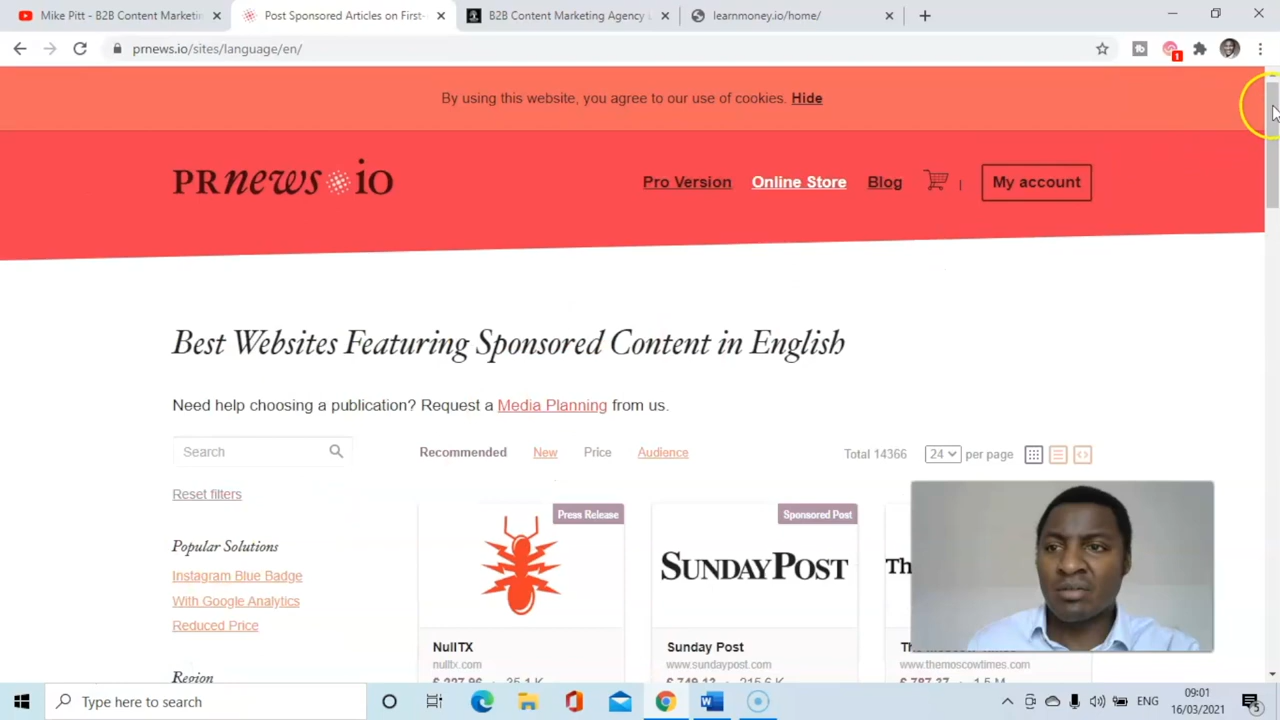 Mike Pitt - B2B Content Marketin
Post Sponsored Articles on First-
B2B Content Marketing Agency
learnmoney.io/home/
prnews.io/sites/language/en/
1
By using this website, you agree to our use of cookies. Hide
PRnews io
Pro Version
Online Store
Blog
My account
Best Websites Featuring Sponsored Content in English
Need help choosing a publication? Request a Media Planning from us.
Search
Recommended
New
Price
Audience
Total 14366
24
per page
Reset filters
Popular Solutions
Instagram Blue Badge
With Google Analytics
Reduced Price
Region
Press Release
NullTX
nulltx.com
Sponsored Post
SUNDAY POST
Sunday Post
www.sundaypost.com
Th
www.themoscowtimes.com
Type here to search
ENG
09:01
16/03/2021
5